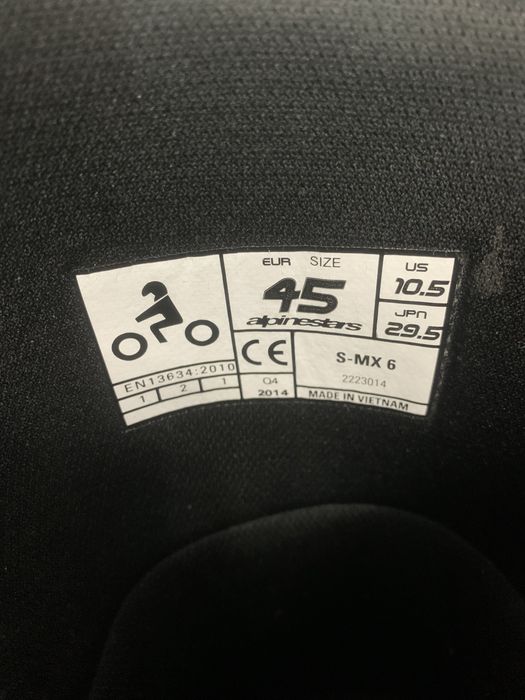 EUR SIZE
45
alpinestars
US
10.5
JPN
29.5
EN13634:2010
1 2 1
CE
Q4
2014
S-MX 6
2223014
MADE IN VIETNAM